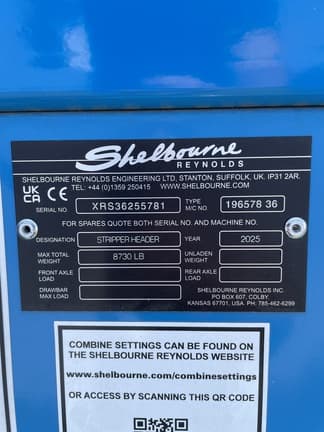 Shelbourne
REYNOLDS
SHELBOURNE REYNOLDS ENGINEERING LTD, STANTON, SUFFOLK, UK. IP31 2AR.
UK CA CE TEL: +44 (0)1359 250415 WWW.SHELBOURNE.COM
SERIAL NO. XRS36255781 TYPE M/C NO. 196578 36
FOR SPARES QUOTE BOTH SERIAL NO. AND MACHINE NO.
DESIGNATION STRIPPER HEADER YEAR 2025
MAX TOTAL WEIGHT 8730 LB UNLADEN WEIGHT
FRONT AXLE LOAD REAR AXLE LOAD
DRAWBAR MAX LOAD
SHELBOURNE REYNOLDS INC.
PO BOX 607, COLBY,
KANSAS 67701, USA. PH: 785-462-6299
COMBINE SETTINGS CAN BE FOUND ON
THE SHELBOURNE REYNOLDS WEBSITE
www.shelbourne.com/combinesettings
OR ACCESS BY SCANNING THIS QR CODE